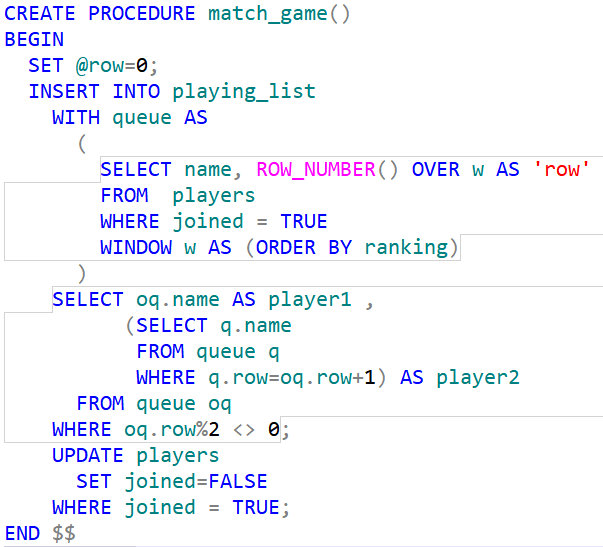 CREATE PROCEDURE match_game()
BEGIN
  SET @row=0;
  INSERT INTO playing_list
    WITH queue AS
      (
        SELECT name, ROW_NUMBER() OVER w AS 'row'
        FROM  players
        WHERE joined = TRUE
        WINDOW w AS (ORDER BY ranking)
      )
    SELECT oq.name AS player1 ,
          (SELECT q.name
           FROM queue q
           WHERE q.row=oq.row+1) AS player2
      FROM queue oq
    WHERE oq.row%2 <> 0;
    UPDATE players
      SET joined=FALSE
    WHERE joined = TRUE;
END $$